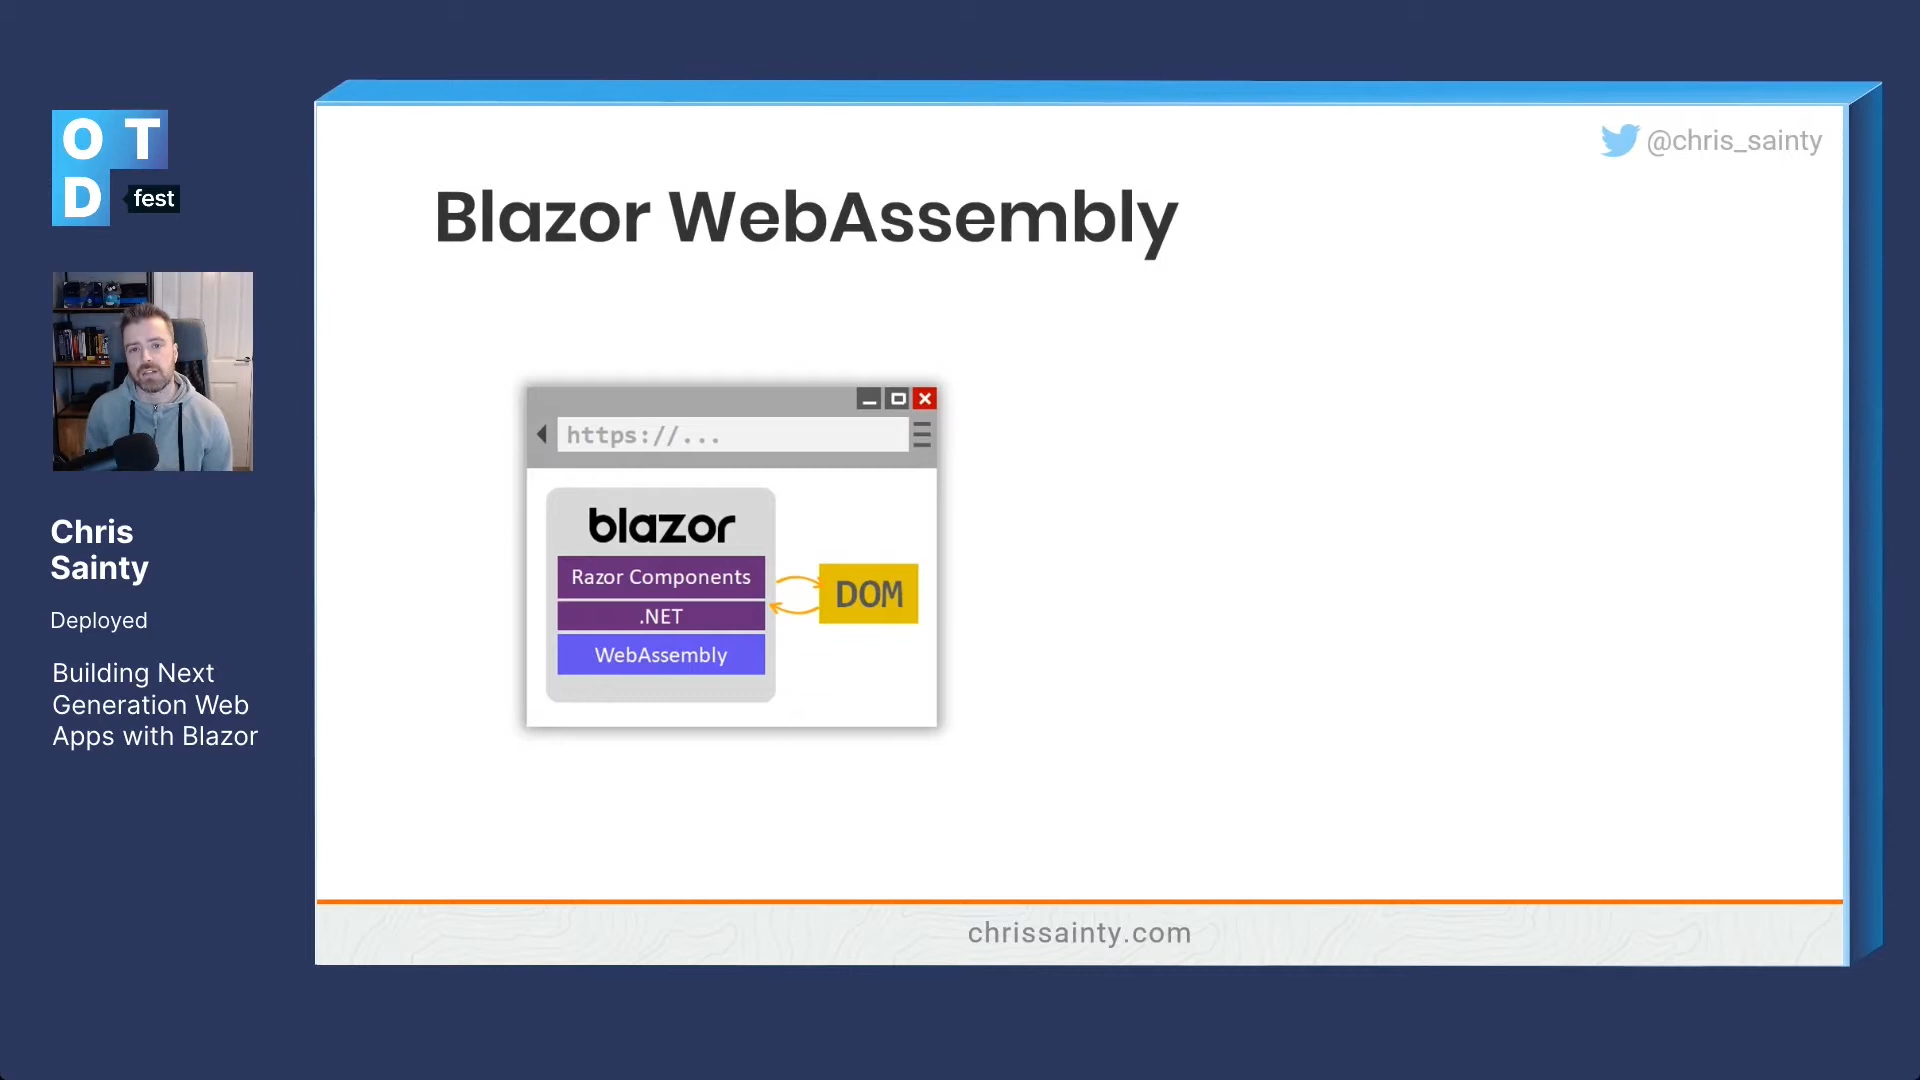 O T
D fest
Chris
Sainty
Deployed
Building Next
Generation Web
Apps with Blazor
@chris_sainty
Blazor WebAssembly
https://...
blazor
Razor Components
.NET
WebAssembly
DOM
chrissainty.com